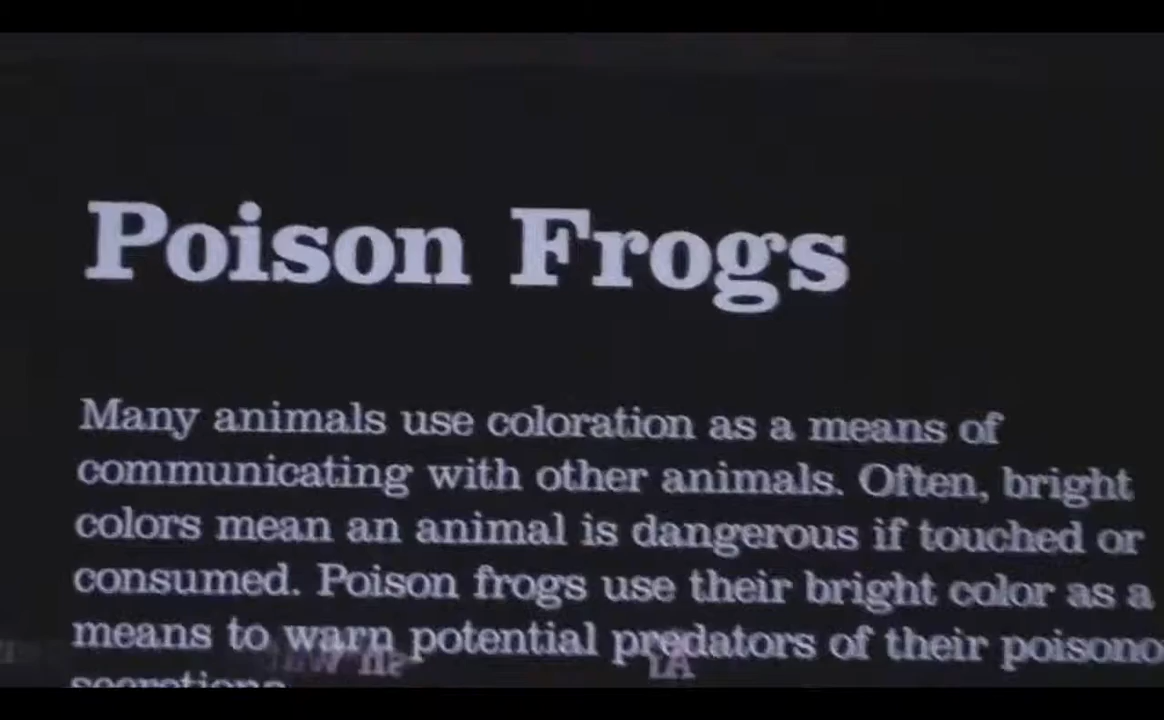 Poison Frogs
Many animals use coloration as a means of
communicating with other animals. Often, bright
colors mean an animal is dangerous if touched or
consumed. Poison frogs use their bright color as a
means to warn potential predators of their poisono
secretions